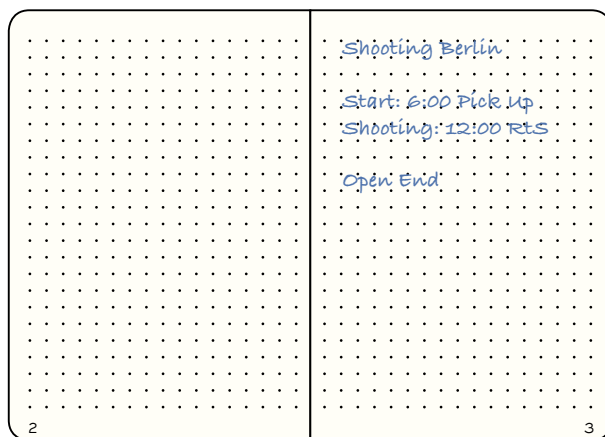 Shooting Berlin
Start: 6:00 Pick Up
Shooting: 12:00 RtS
Open End
2
3